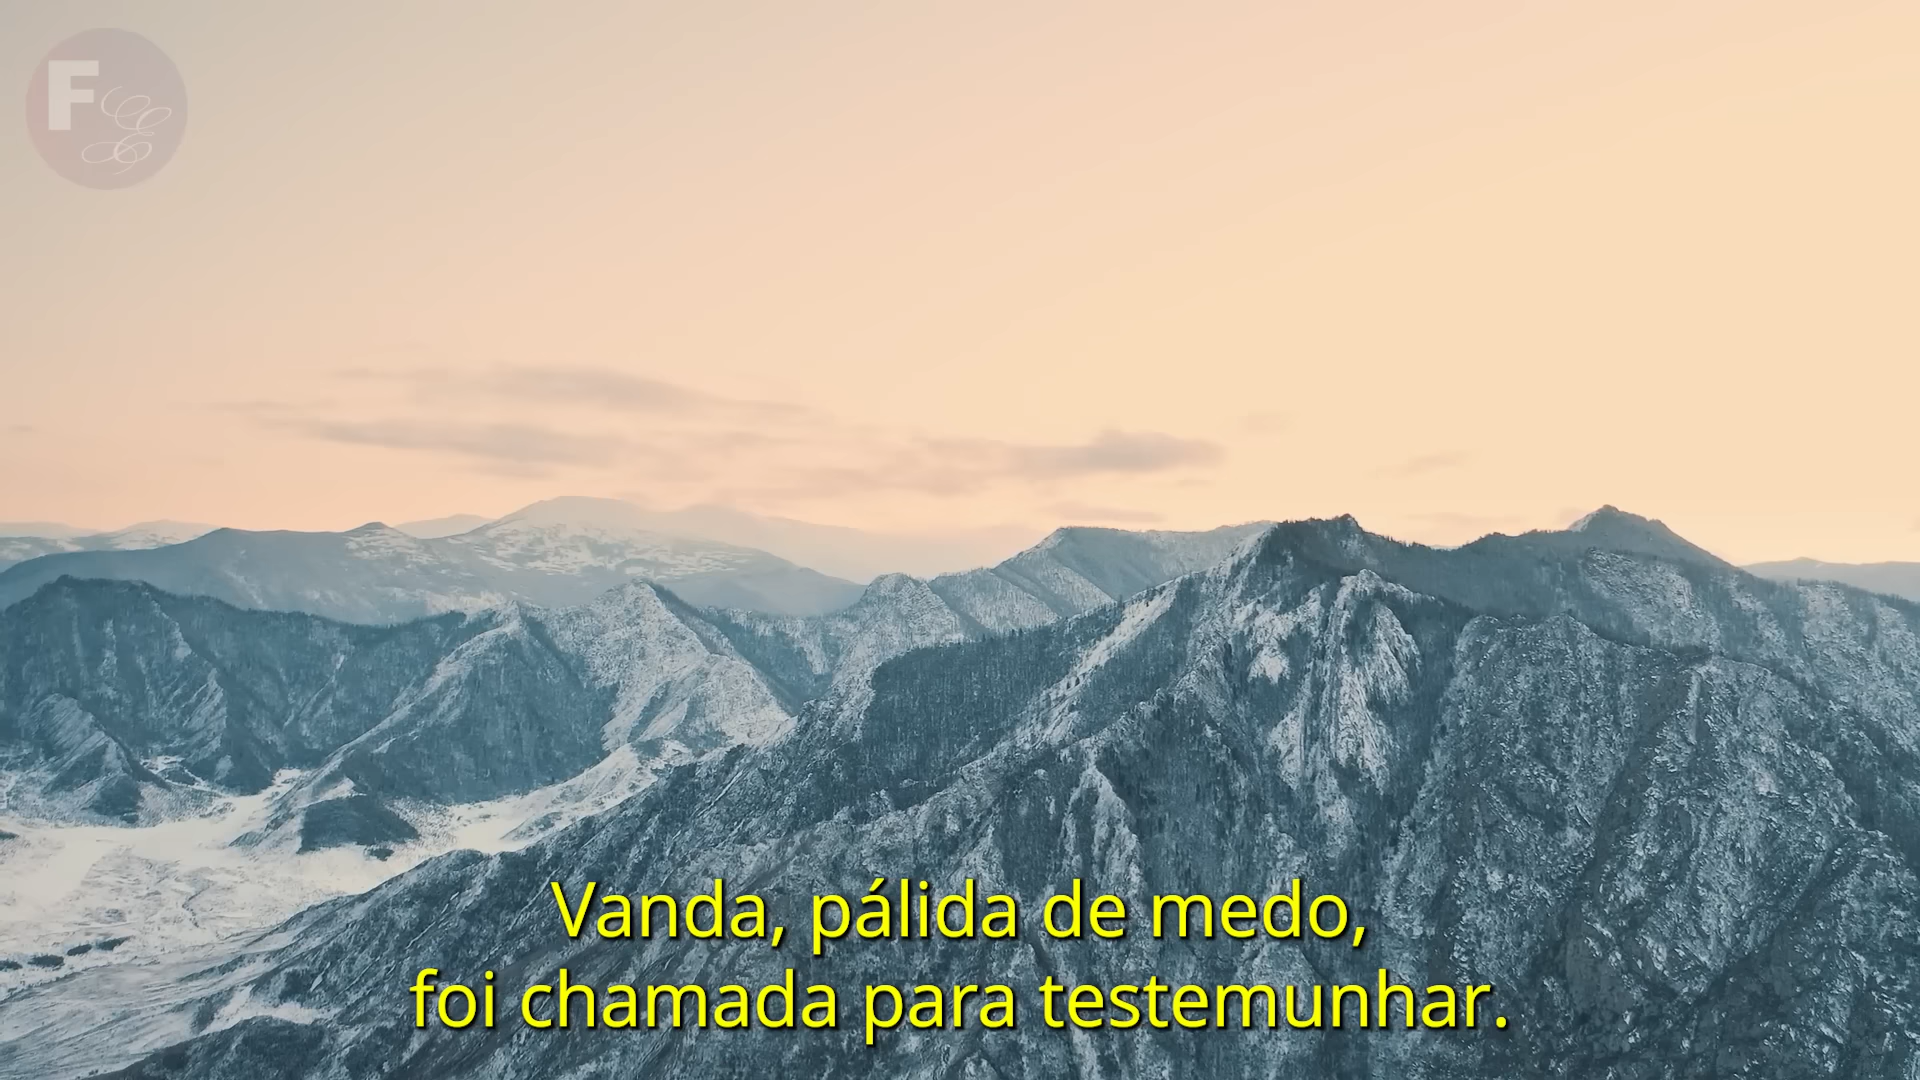 F
Vanda, pálida de medo,
foi chamada para testemunhar.